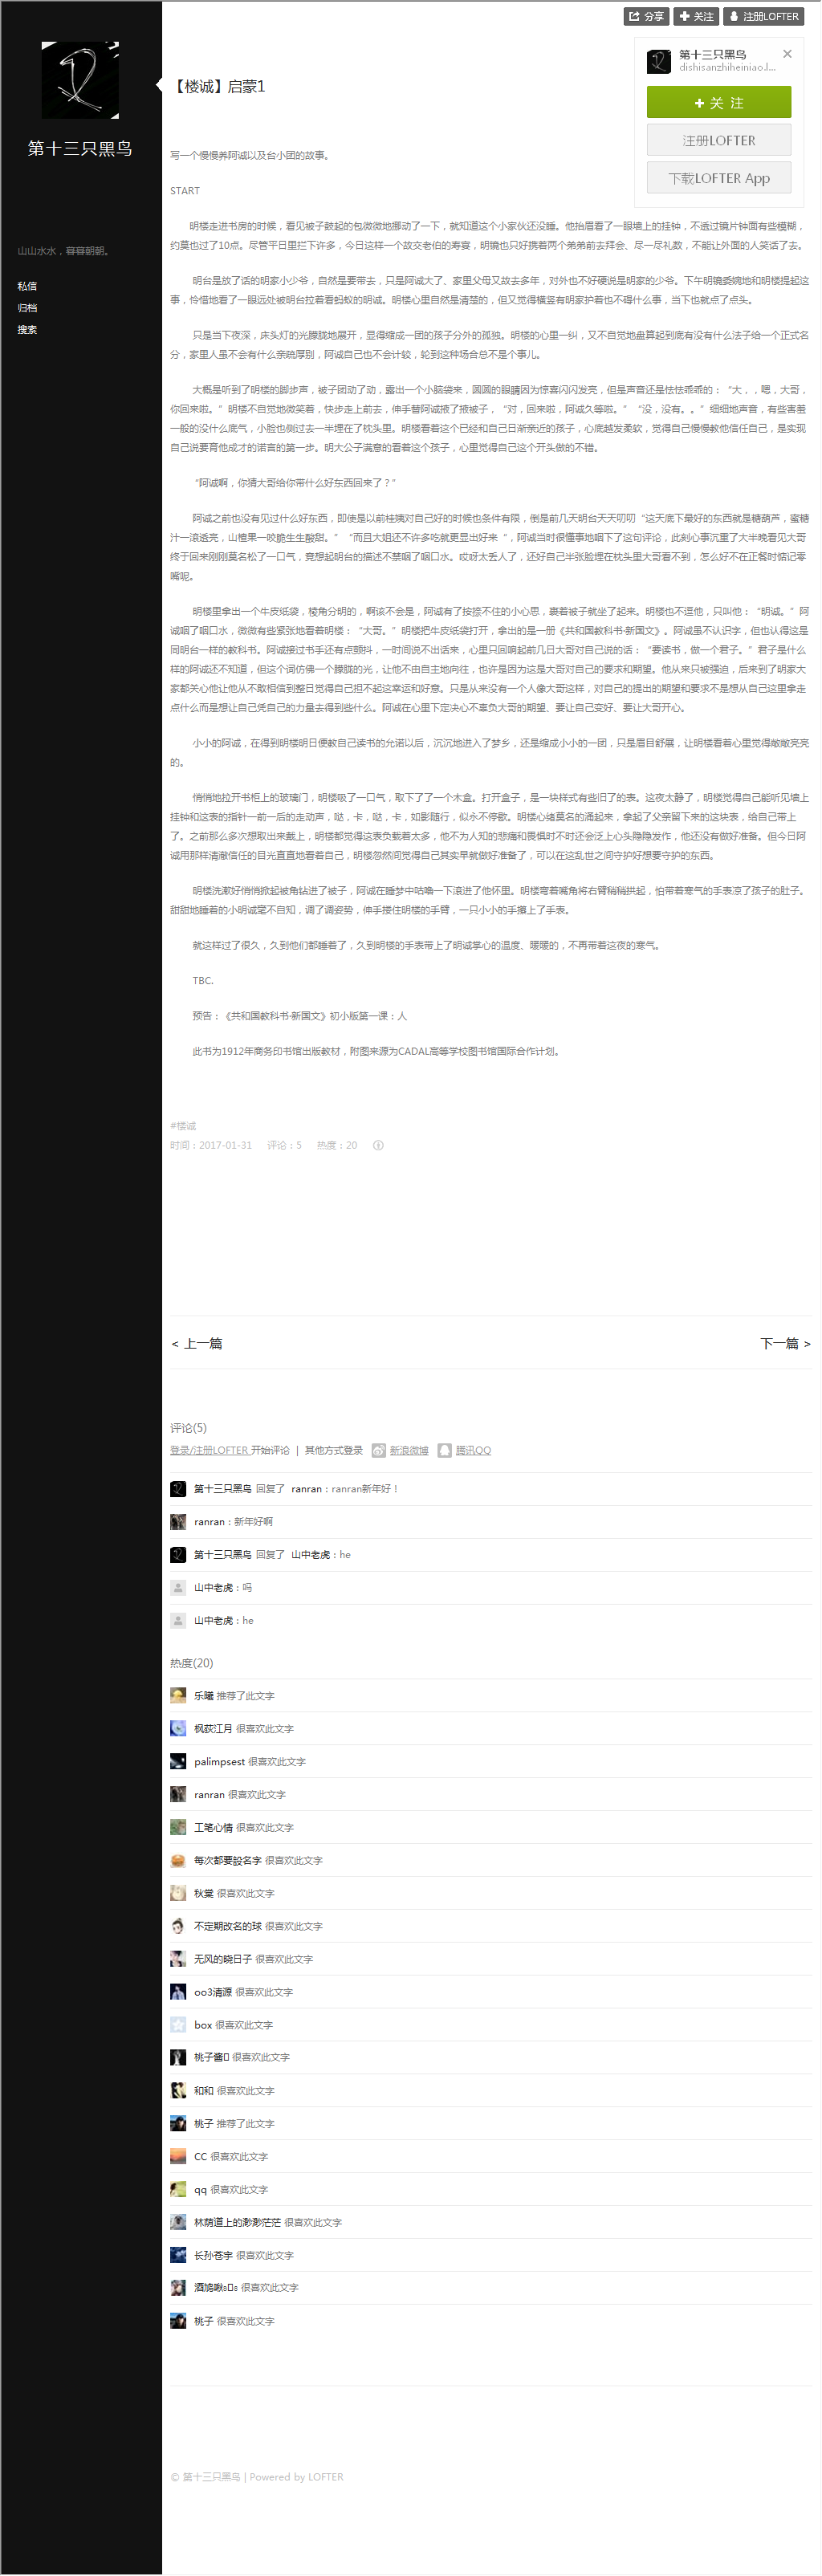 分享 关注 注册LOFTER
第十三只黑鸟
dishisanzhiheiniao.l...
关 注
注册LOFTER
下载LOFTER App
第十三只黑鸟
山山水水，暮暮朝朝。
私信
归档
搜索
【楼诚】启蒙1
写一个慢慢养阿诚以及台小团的故事。
START
明楼走进书房的时候，看见被子鼓起的包微微地挪动了一下，就知道这个小家伙还没睡。他抬眉看了一眼墙上的挂钟，不透过镜片钟面有些模糊，
约莫也过了10点。尽管平日里拦下许多，今日这样一个故交老伯的寿宴，明镜也只好携着两个弟弟前去拜会、尽一尽礼数，不能让外面的人笑话了去。
明台是放了话的明家小少爷，自然是要带去，只是阿诚大了、家里父母又故去多年，对外也不好硬说是明家的少爷。下午明镜委婉地和明楼提起这
事，怜惜地看了一眼远处被明台拉着看蚂蚁的明诚。明楼心里自然是清楚的，但又觉得横竖有明家护着也不碍什么事，当下也就点了点头。
只是当下夜深，床头灯的光朦胧地展开，显得缩成一团的孩子分外的孤独。明楼的心里一纠，又不自觉地盘算起到底有没有什么法子给一个正式名
分，家里人虽不会有什么亲疏厚别，阿诚自己也不会计较，轮到这种场合总不是个事儿。
大概是听到了明楼的脚步声，被子团动了动，露出一个小脑袋来，圆圆的眼睛因为惊喜闪闪发亮，但是声音还是怯怯乖乖的：“大，，嗯，大哥，
你回来啦。”明楼不自觉地微笑着，快步走上前去，伸手替阿诚掖了掖被子，“对，回来啦，阿诚久等啦。”“没，没有。。”细细地声音，有些害羞
一般的没什么底气，小脸也侧过去一半埋在了枕头里。明楼看着这个已经和自己日渐亲近的孩子，心底越发柔软，觉得自己慢慢教他信任自己，是实现
自己说要育他成才的诺言的第一步。明大公子满意的看着这个孩子，心里觉得自己这个开头做的不错。
“阿诚啊，你猜大哥给你带什么好东西回来了？”
阿诚之前也没有见过什么好东西，即使是以前桂姨对自己好的时候也条件有限，倒是前几天明台天天叨叨“这天底下最好的东西就是糖葫芦，蜜糖
汁一滚透亮，山楂果一咬脆生生酸甜。”“而且大姐还不许多吃就更显出好来“，阿诚当时很懂事地咽下了这句评论，此刻心事沉重了大半晚看见大哥
终于回来刚刚莫名松了一口气，竟想起明台的描述不禁咽了咽口水。哎呀太丢人了，还好自己半张脸埋在枕头里大哥看不到，怎么好不在正餐时惦记零
嘴呢。
明楼里拿出一个牛皮纸袋，棱角分明的，啊该不会是，阿诚有了按捺不住的小心思，裹着被子就坐了起来。明楼也不逗他，只叫他：“明诚。”阿
诚咽了咽口水，微微有些紧张地看着明楼：“大哥。”明楼把牛皮纸袋打开，拿出的是一册《共和国教科书·新国文》。阿诚虽不认识字，但也认得这是
同明台一样的教科书。阿诚接过书手还有点颤抖，一时间说不出话来，心里只回响起前几日大哥对自己说的话：“要读书，做一个君子。”君子是什么
样的阿诚还不知道，但这个词仿佛一个朦胧的光，让他不由自主地向往，也许是因为这是大哥对自己的要求和期望。他从来只被强迫，后来到了明家大
家都关心他让他从不敢相信到整日觉得自己担不起这幸运和好意。只是从来没有一个人像大哥这样，对自己的提出的期望和要求不是想从自己这里拿走
点什么而是想让自己凭自己的力量去得到些什么。阿诚在心里下定决心不辜负大哥的期望、要让自己变好、要让大哥开心。
小小的阿诚，在得到明楼明日便教自己读书的允诺以后，沉沉地进入了梦乡，还是缩成小小的一团，只是眉目舒展，让明楼看着心里觉得敞敞亮亮
的。
悄悄地拉开书柜上的玻璃门，明楼吸了一口气，取下了了一个木盒。打开盒子，是一块样式有些旧了的表。这夜太静了，明楼觉得自己能听见墙上
挂钟和这表的指针一前一后的走动声，哒，卡，哒，卡，如影随行，似永不停歇。明楼心绪莫名的涌起来，拿起了父亲留下来的这块表，给自己带上
了。之前那么多次想取出来戴上，明楼都觉得这表负载着太多，他不为人知的悲痛和畏惧时不时还会泛上心头隐隐发作，他还没有做好准备。但今日阿
诚用那样清澈信任的目光直直地看着自己，明楼忽然间觉得自己其实早就做好准备了，可以在这乱世之间守护好想要守护的东西。
明楼洗漱好悄悄掀起被角钻进了被子，阿诚在睡梦中咕噜一下滚进了他怀里。明楼弯着嘴角将右臂稍稍拱起，怕带着寒气的手表凉了孩子的肚子。
甜甜地睡着的小明诚毫不自知，调了调姿势，伸手搂住明楼的手臂，一只小小的手攥上了手表。
就这样过了很久，久到他们都睡着了，久到明楼的手表带上了明诚掌心的温度、暖暖的，不再带着这夜的寒气。
TBC.
预告：《共和国教科书·新国文》初小版第一课：人
此书为1912年商务印书馆出版教材，附图来源为CADAL高等学校图书馆国际合作计划。
#楼诚
时间：2017-01-31 评论：5 热度：20
< 上一篇 下一篇 >
评论(5)
登录/注册LOFTER 开始评论 | 其他方式登录 新浪微博 腾讯QQ
第十三只黑鸟 回复了 ranran：ranran新年好！
ranran：新年好啊
第十三只黑鸟 回复了 山中老虎：he
山中老虎：吗
山中老虎：he
热度(20)
乐曦 推荐了此文字
枫荻江月 很喜欢此文字
palimpsest 很喜欢此文字
ranran 很喜欢此文字
工笔心情 很喜欢此文字
每次都要設名字 很喜欢此文字
秋棠 很喜欢此文字
不定期改名的球 很喜欢此文字
无风的晓日子 很喜欢此文字
oo3清源 很喜欢此文字
box 很喜欢此文字
桃子酱 很喜欢此文字
和和 很喜欢此文字
桃子 推荐了此文字
CC 很喜欢此文字
qq 很喜欢此文字
林荫道上的渺渺茫茫 很喜欢此文字
长孙苍宇 很喜欢此文字
很喜欢此文字
桃子 很喜欢此文字
© 第十三只黑鸟 | Powered by LOFTER